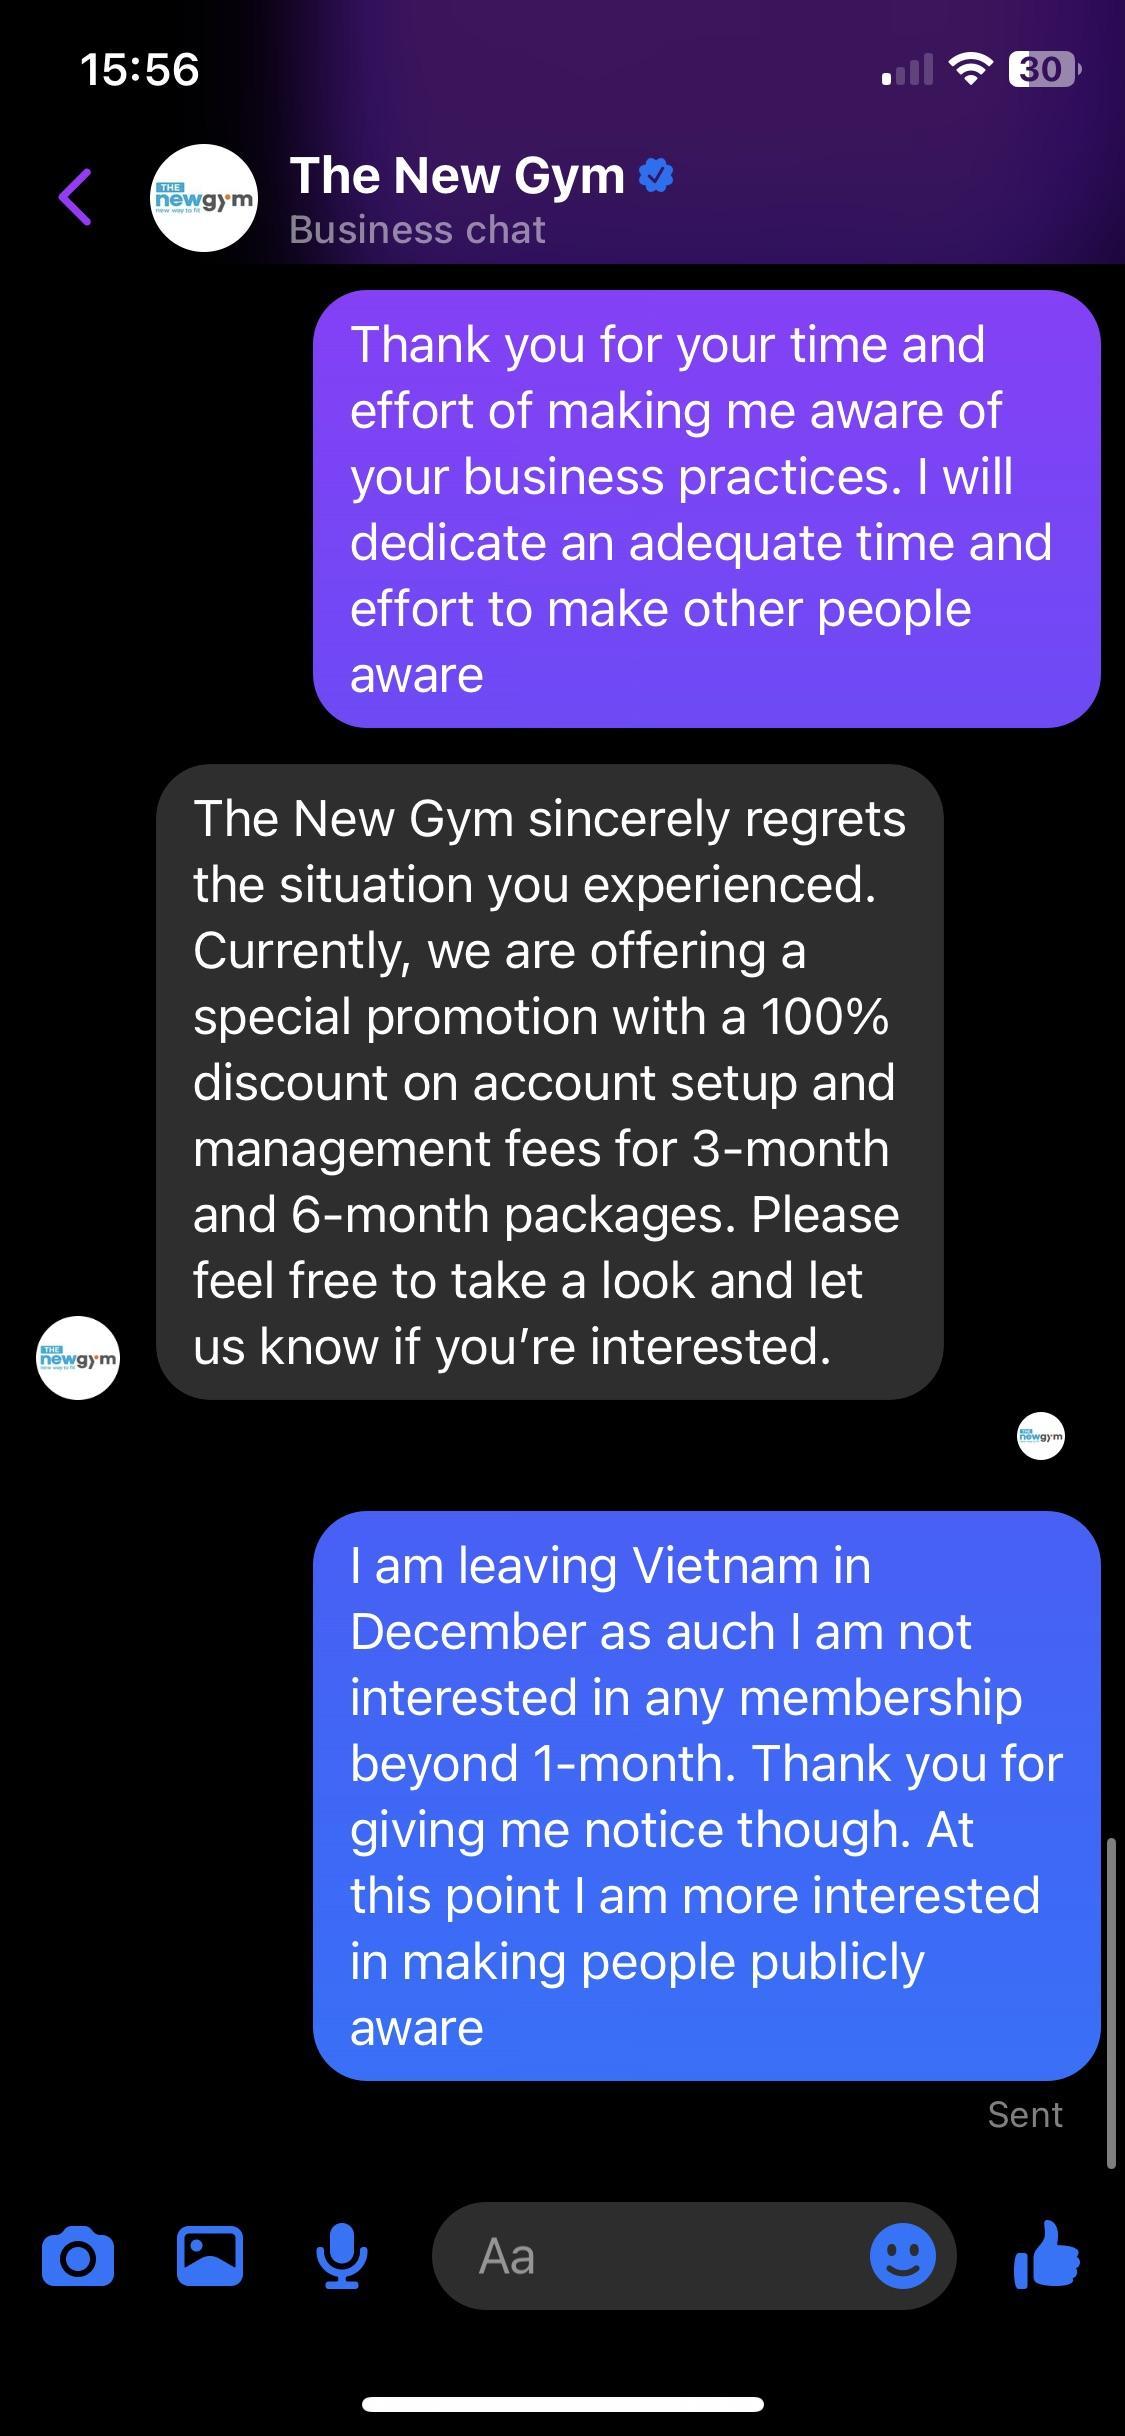 15:56
30
The New Gym
Business chat
THE
newgym
new way to fit
Thank you for your time and
effort of making me aware of
your business practices. I will
dedicate an adequate time and
effort to make other people
aware
The New Gym sincerely regrets
the situation you experienced.
Currently, we are offering a
special promotion with a 100%
discount on account setup and
management fees for 3-month
and 6-month packages. Please
feel free to take a look and let
us know if you're interested.
THE
newgym
new way to fit
THE
newgym
I am leaving Vietnam in
December as auch I am not
interested in any membership
beyond 1-month. Thank you for
giving me notice though. At
this point I am more interested
in making people publicly
aware
Sent
Aa